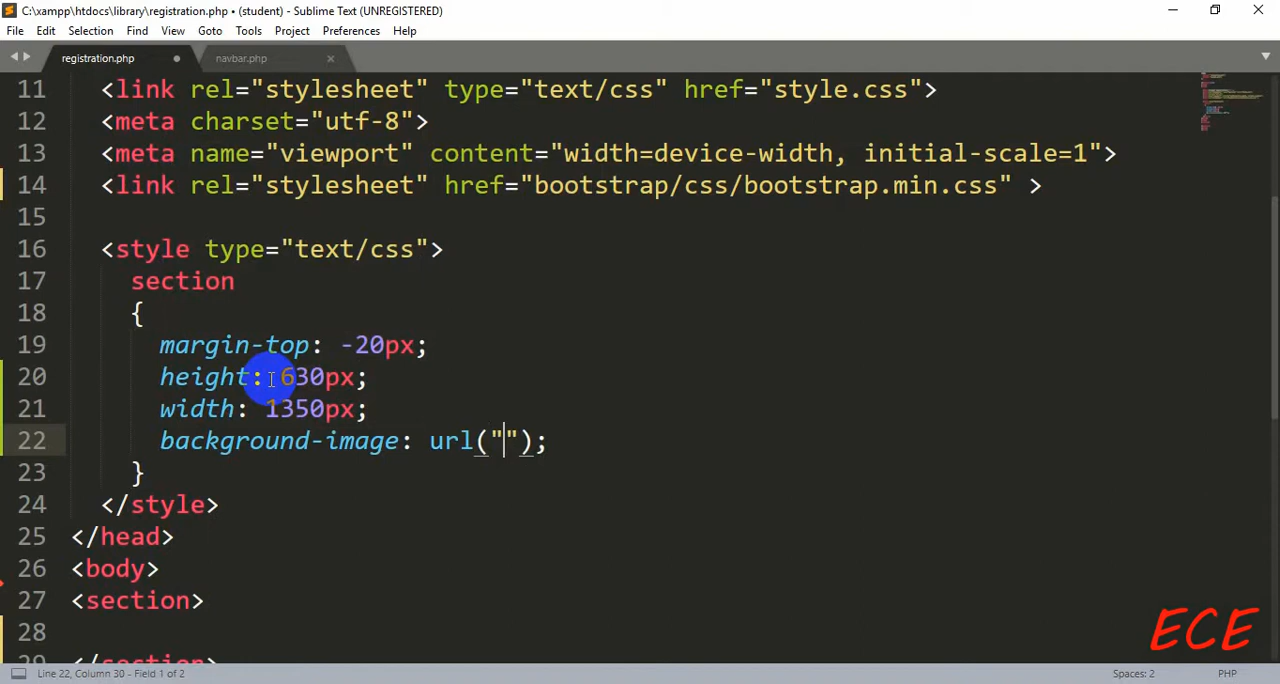 C:\xampp\htdocs\library\registration.php • (student) - Sublime Text (UNREGISTERED)
File Edit Selection Find View Goto Tools Project Preferences Help
registration.php navbar.php
11 <link rel="stylesheet" type="text/css" href="style.css">
12 <meta charset="utf-8">
13 <meta name="viewport" content="width=device-width, initial-scale=1">
14 <link rel="stylesheet" href="bootstrap/css/bootstrap.min.css" >
15
16 <style type="text/css">
17 section
18 {
19 margin-top: -20px;
20 height: 630px;
21 width: 1350px;
22 background-image: url("");
23 }
24 </style>
25 </head>
26 <body>
27 <section>
28
29 </section>
ECE
Line 22, Column 30 - Field 1 of 2 Spaces: 2 PHP